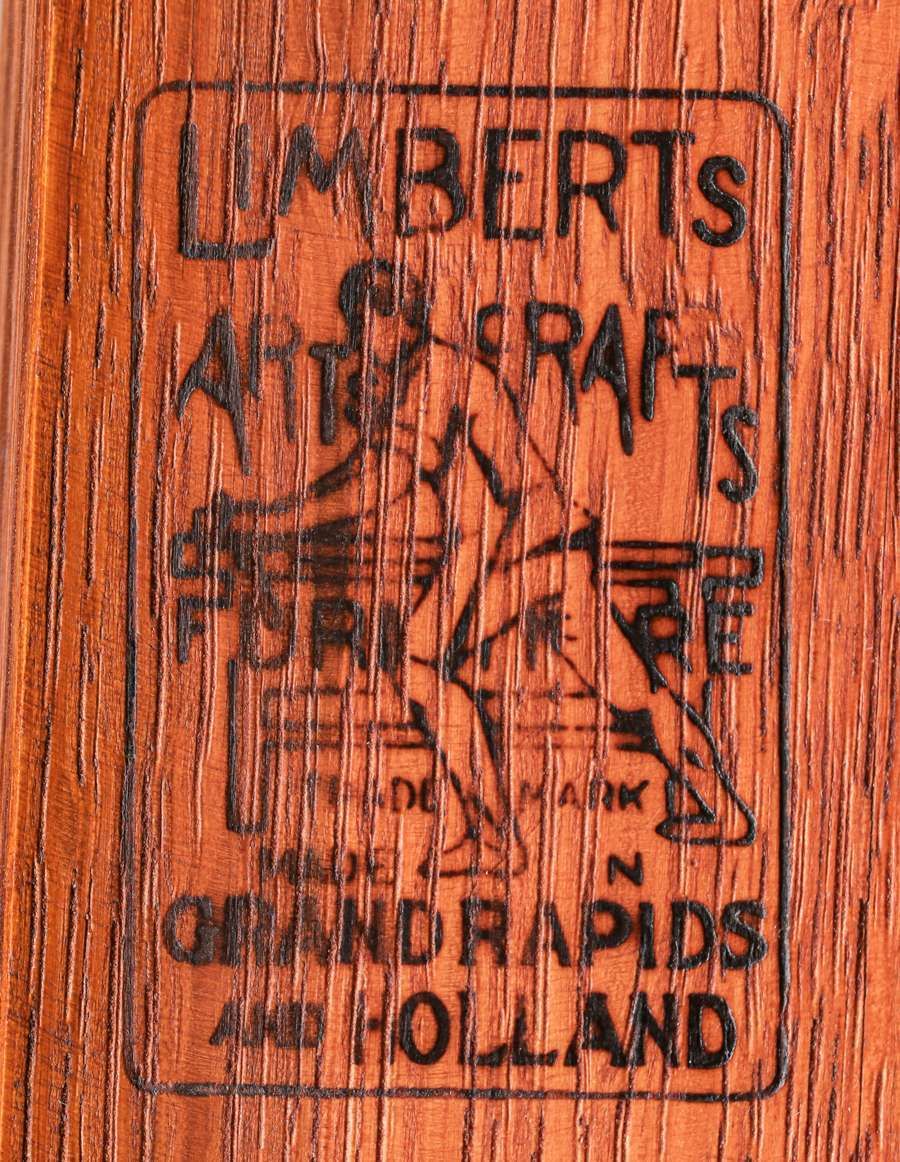 LIMBERTS
ARTS CRAFTS
FURNITURE
TRADE MARK
MADE IN
GRAND RAPIDS
AND HOLLAND